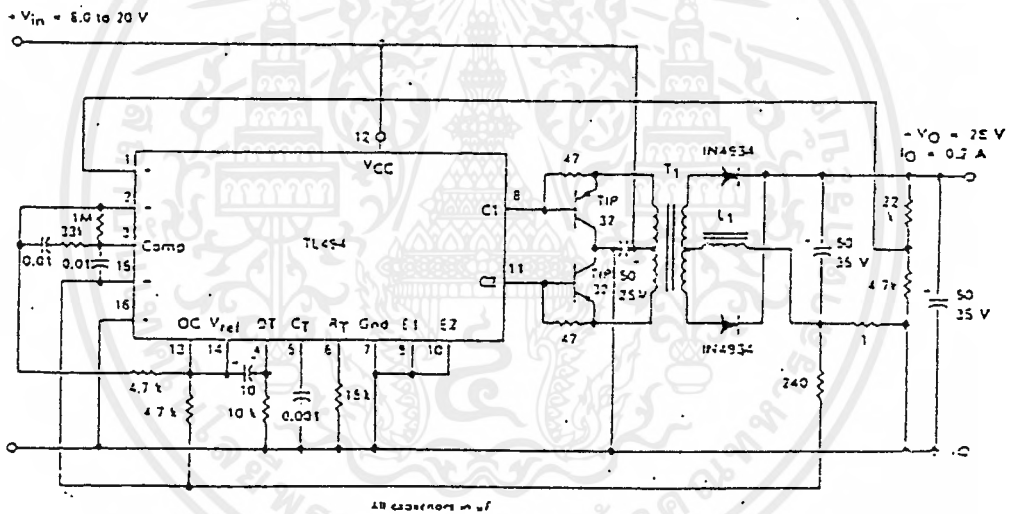 + Vin = 8.0 to 20 V
12
VCC
1
2
3
Comp
15
16
1M
33k
0.01
0.01
TL494
C1
8
C2
11
OC
Vref
DT
CT
RT
Gnd
E1
E2
13
14
4
5
6
7
9
10
4.7 k
4.7 k
10
10 k
0.001
15k
47
TIP
32
TIP
32
47
50
25 V
T1
L1
1N4934
1N4934
VO = 28 V
IO = 0.2 A
22
k
50
35 V
4.7k
50
35 V
1
240
All capacitors in µF